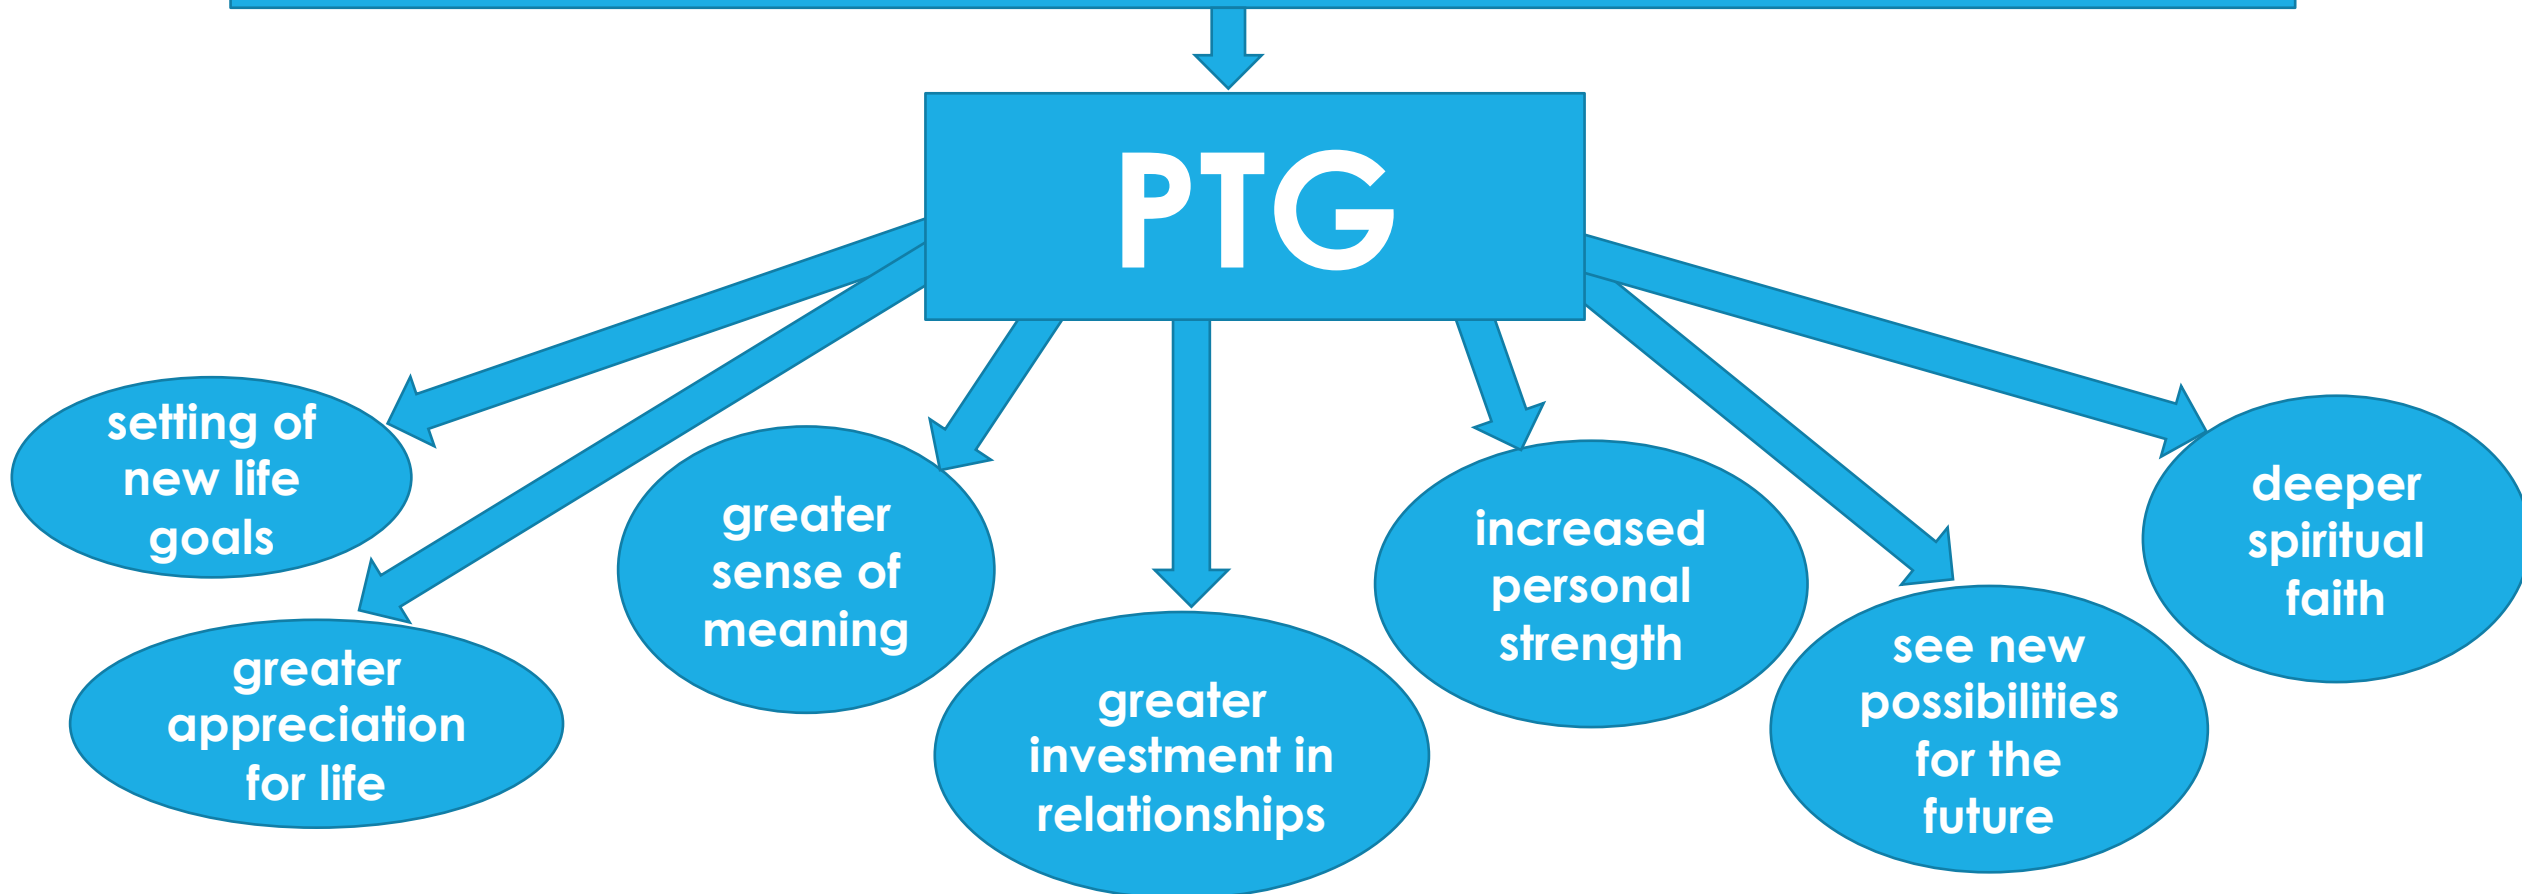 PTG
setting of
new life
goals
greater
appreciation
for life
greater
sense of
meaning
greater
investment in
relationships
increased
personal
strength
see new
possibilities
for the
future
deeper
spiritual
faith